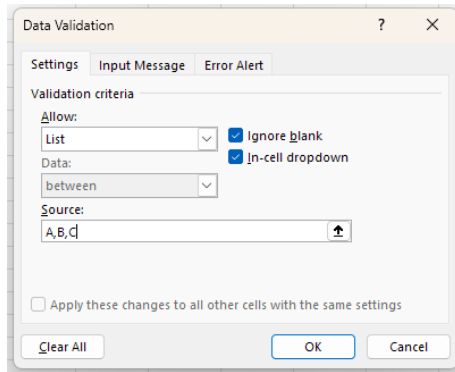 Data Validation ? ×
Settings Input Message Error Alert
Validation criteria
Allow:
List Ignore blank
Data: In-cell dropdown
between
Source:
A,B,C
Apply these changes to all other cells with the same settings
Clear All OK Cancel